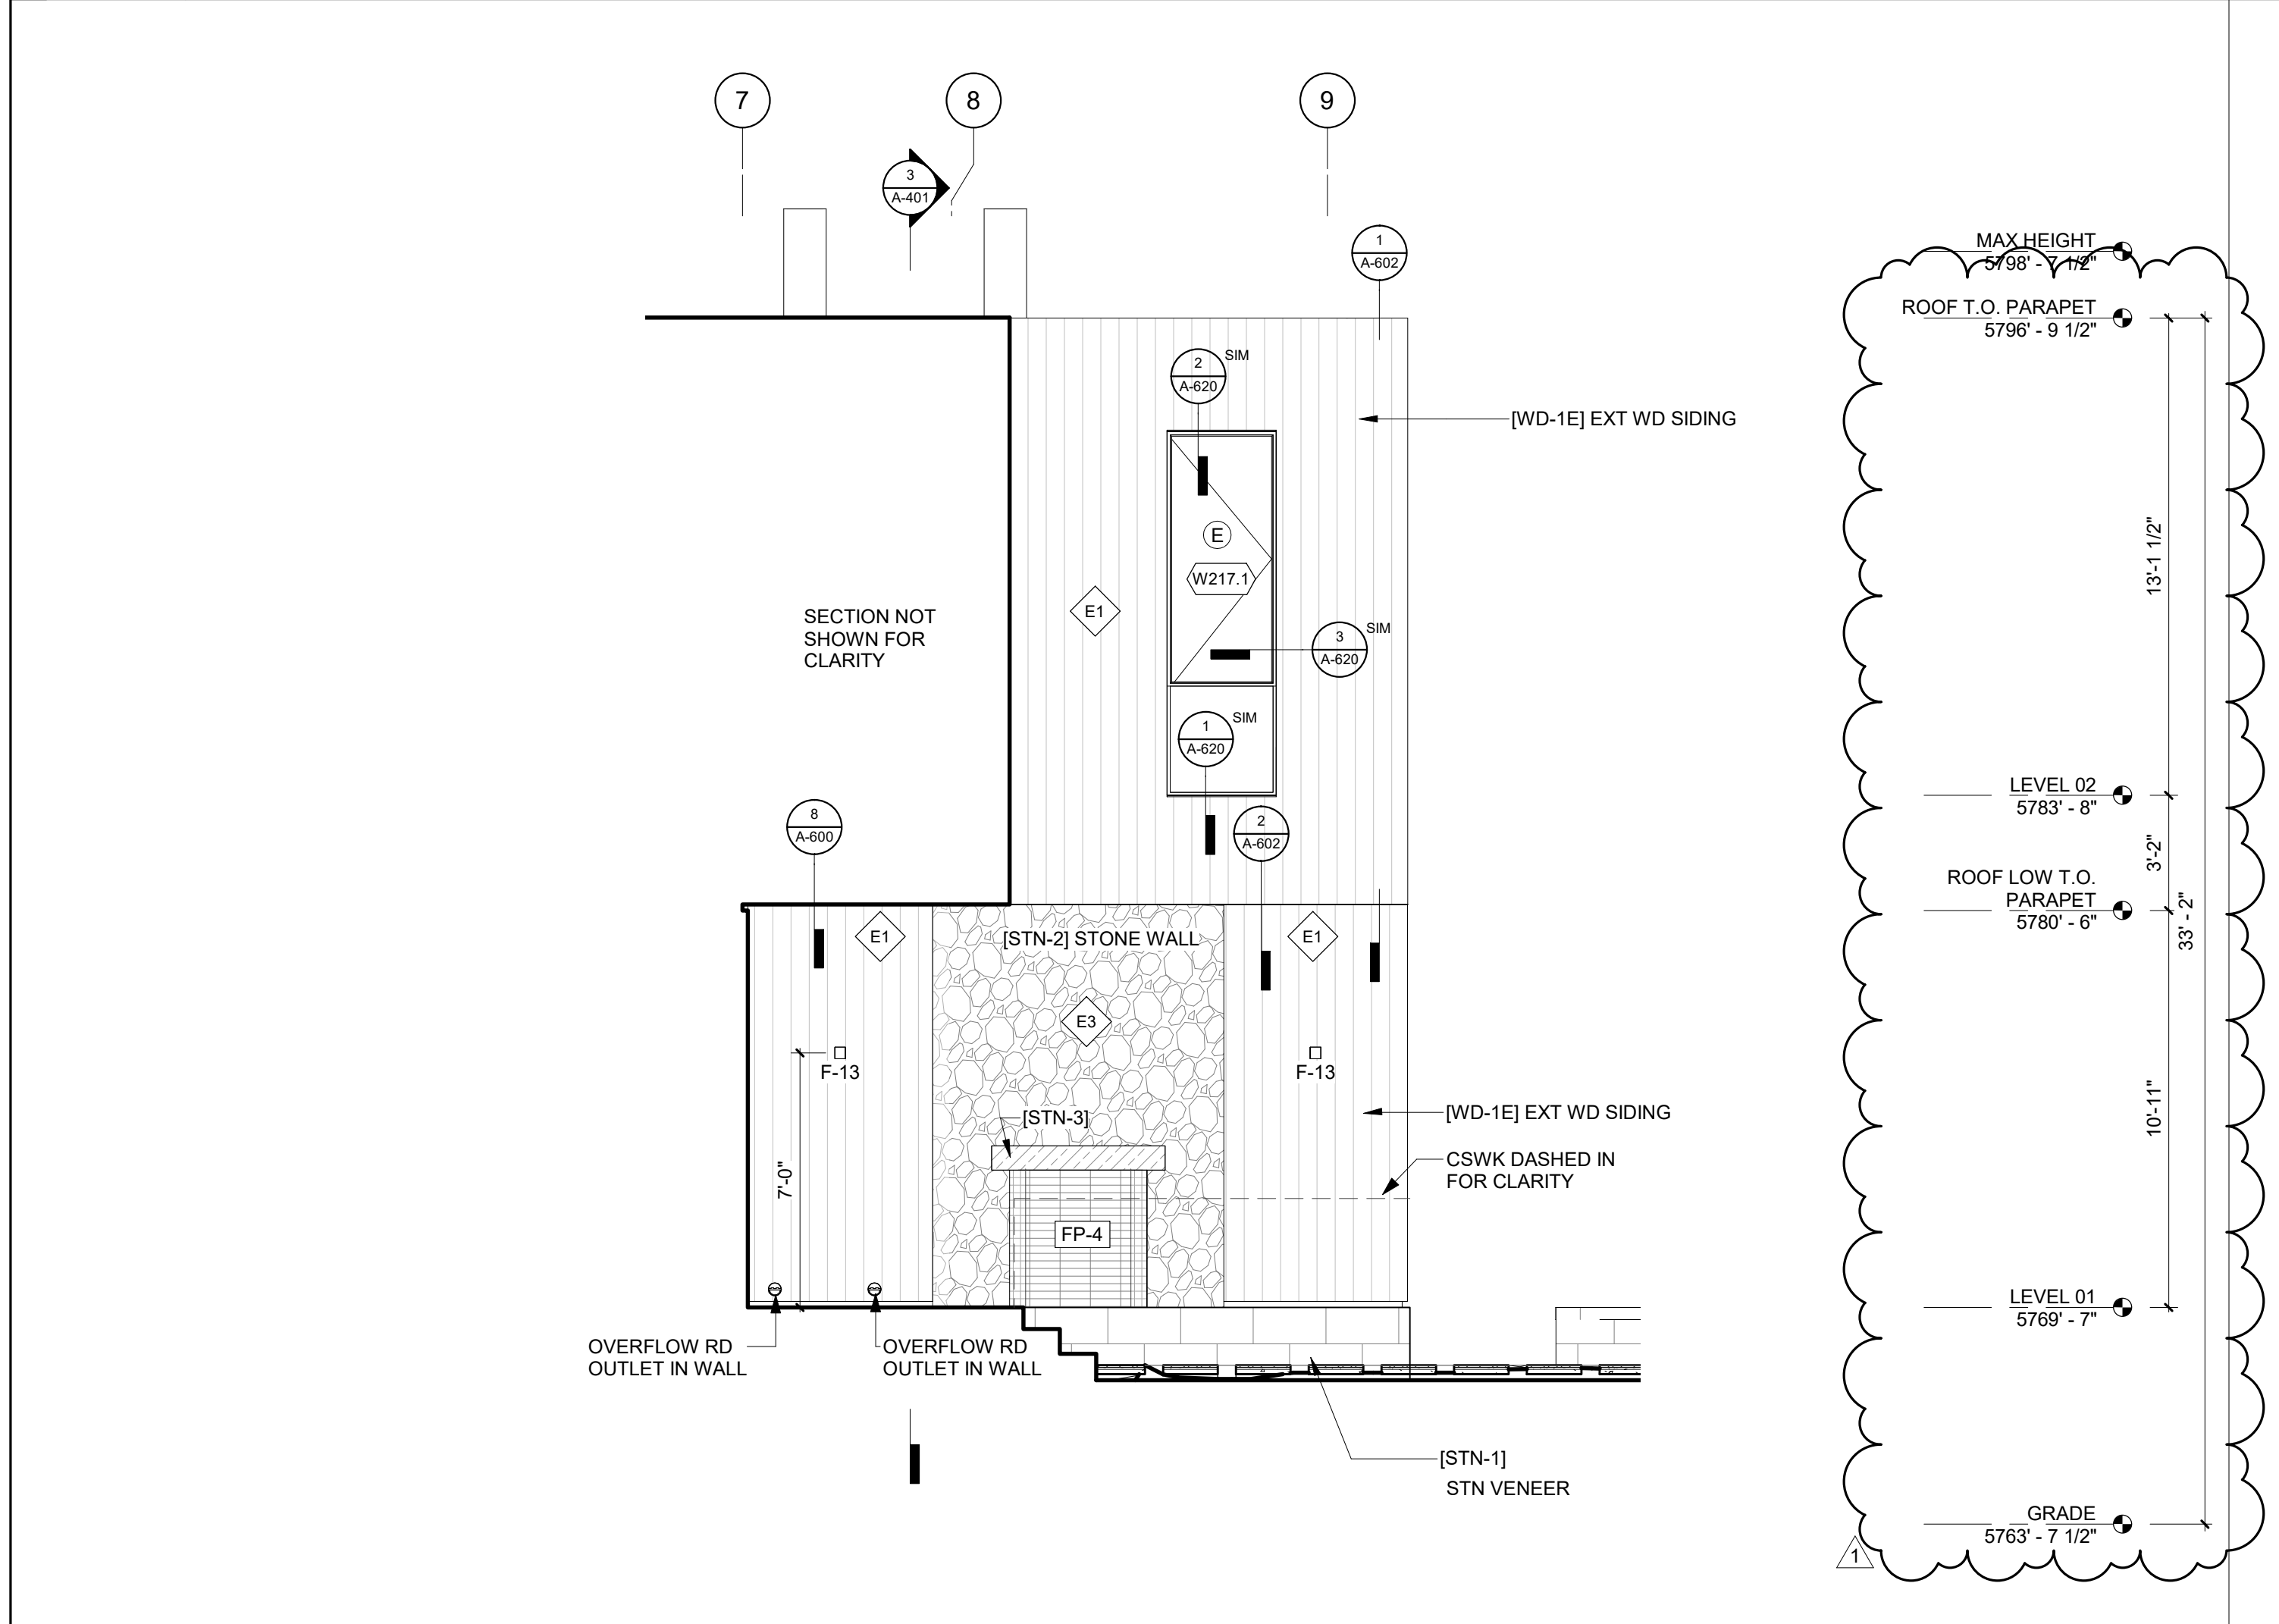 7
8
9
3
A-401
1
A-602
MAX HEIGHT
5798' - 7 1/2"
ROOF T.O. PARAPET
5796' - 9 1/2"
2
SIM
A-620
[WD-1E] EXT WD SIDING
E
W217.1
13'-1 1/2"
E1
SECTION NOT
SHOWN FOR
CLARITY
3
SIM
A-620
1
SIM
A-620
LEVEL 02
5783' - 8"
8
A-600
2
A-602
3'-2"
ROOF LOW T.O.
PARAPET
5780' - 6"
33' - 2"
E1
[STN-2] STONE WALL
E1
E3
F-13
F-13
[STN-3]
[WD-1E] EXT WD SIDING
10'-11"
CSWK DASHED IN
FOR CLARITY
7'-0"
FP-4
LEVEL 01
5769' - 7"
OVERFLOW RD
OUTLET IN WALL
OVERFLOW RD
OUTLET IN WALL
[STN-1]
STN VENEER
GRADE
5763' - 7 1/2"
1